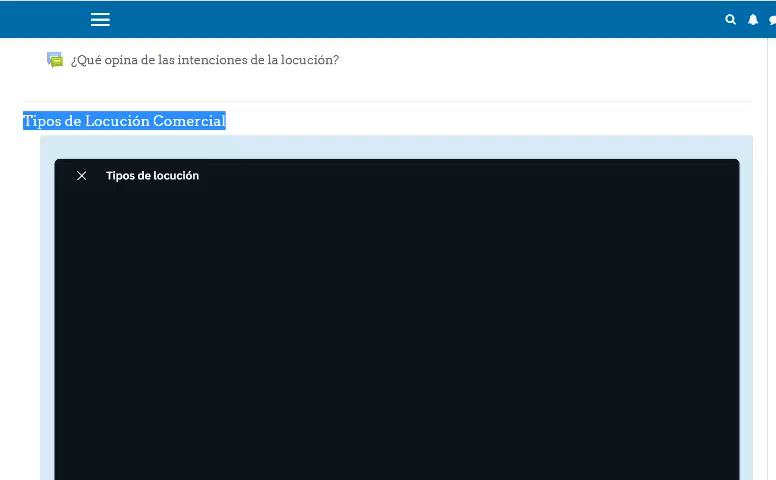 ¿Qué opina de las intenciones de la locución?
Tipos de Locución Comercial
Tipos de locución